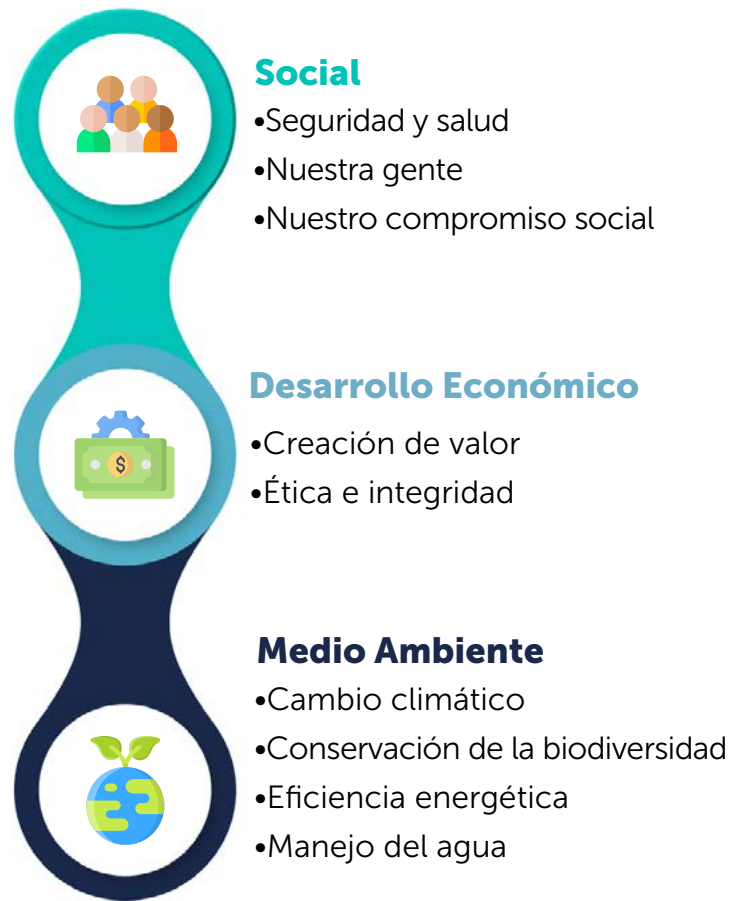 Social
•Seguridad y salud
•Nuestra gente
•Nuestro compromiso social
$
Desarrollo Económico
•Creación de valor
•Ética e integridad
Medio Ambiente
•Cambio climático
•Conservación de la biodiversidad
•Eficiencia energética
•Manejo del agua